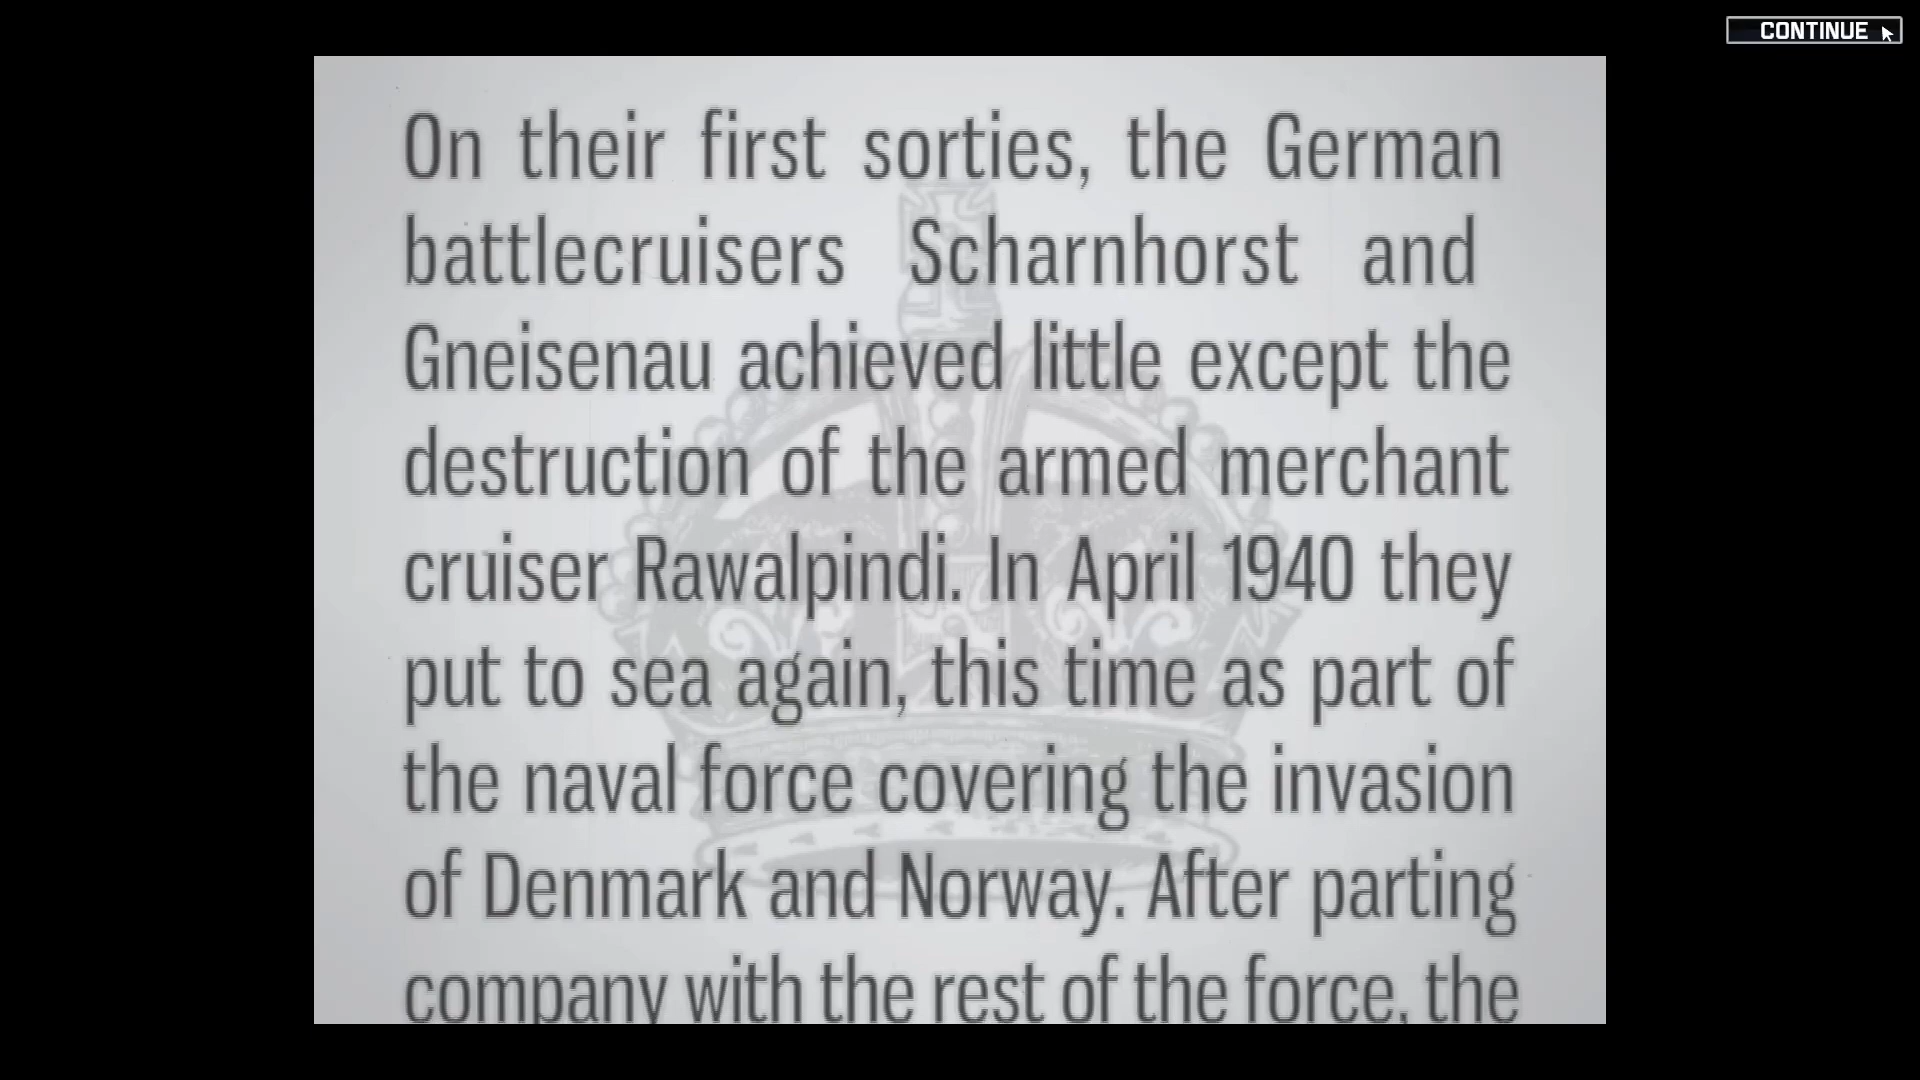 CONTINUE
On their first sorties, the German
battlecruisers Scharnhorst and
Gneisenau achieved little except the
destruction of the armed merchant
cruiser Rawalpindi. In April 1940 they
put to sea again, this time as part of
the naval force covering the invasion
of Denmark and Norway. After parting
company with the rest of the force, the